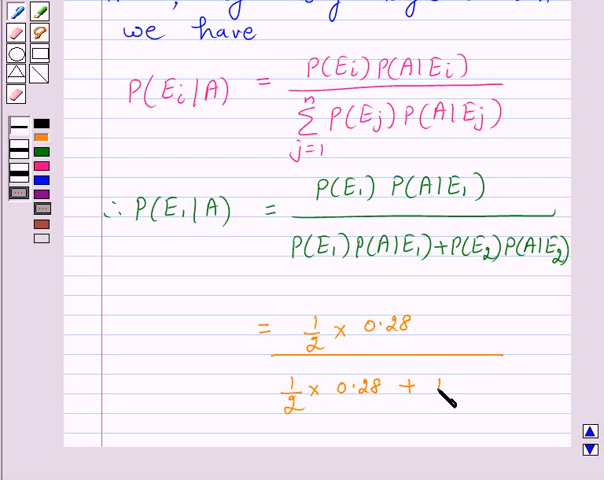 we have
P(Ei|A) = P(Ei)P(A|Ei) / n Σ j=1 P(Ej)P(A|Ej)
∴ P(E1|A) = P(E1) P(A|E1) / P(E1)P(A|E1)+P(E2)P(A|E2)
= 1/2 × 0.28 / 1/2 × 0.28 + 1